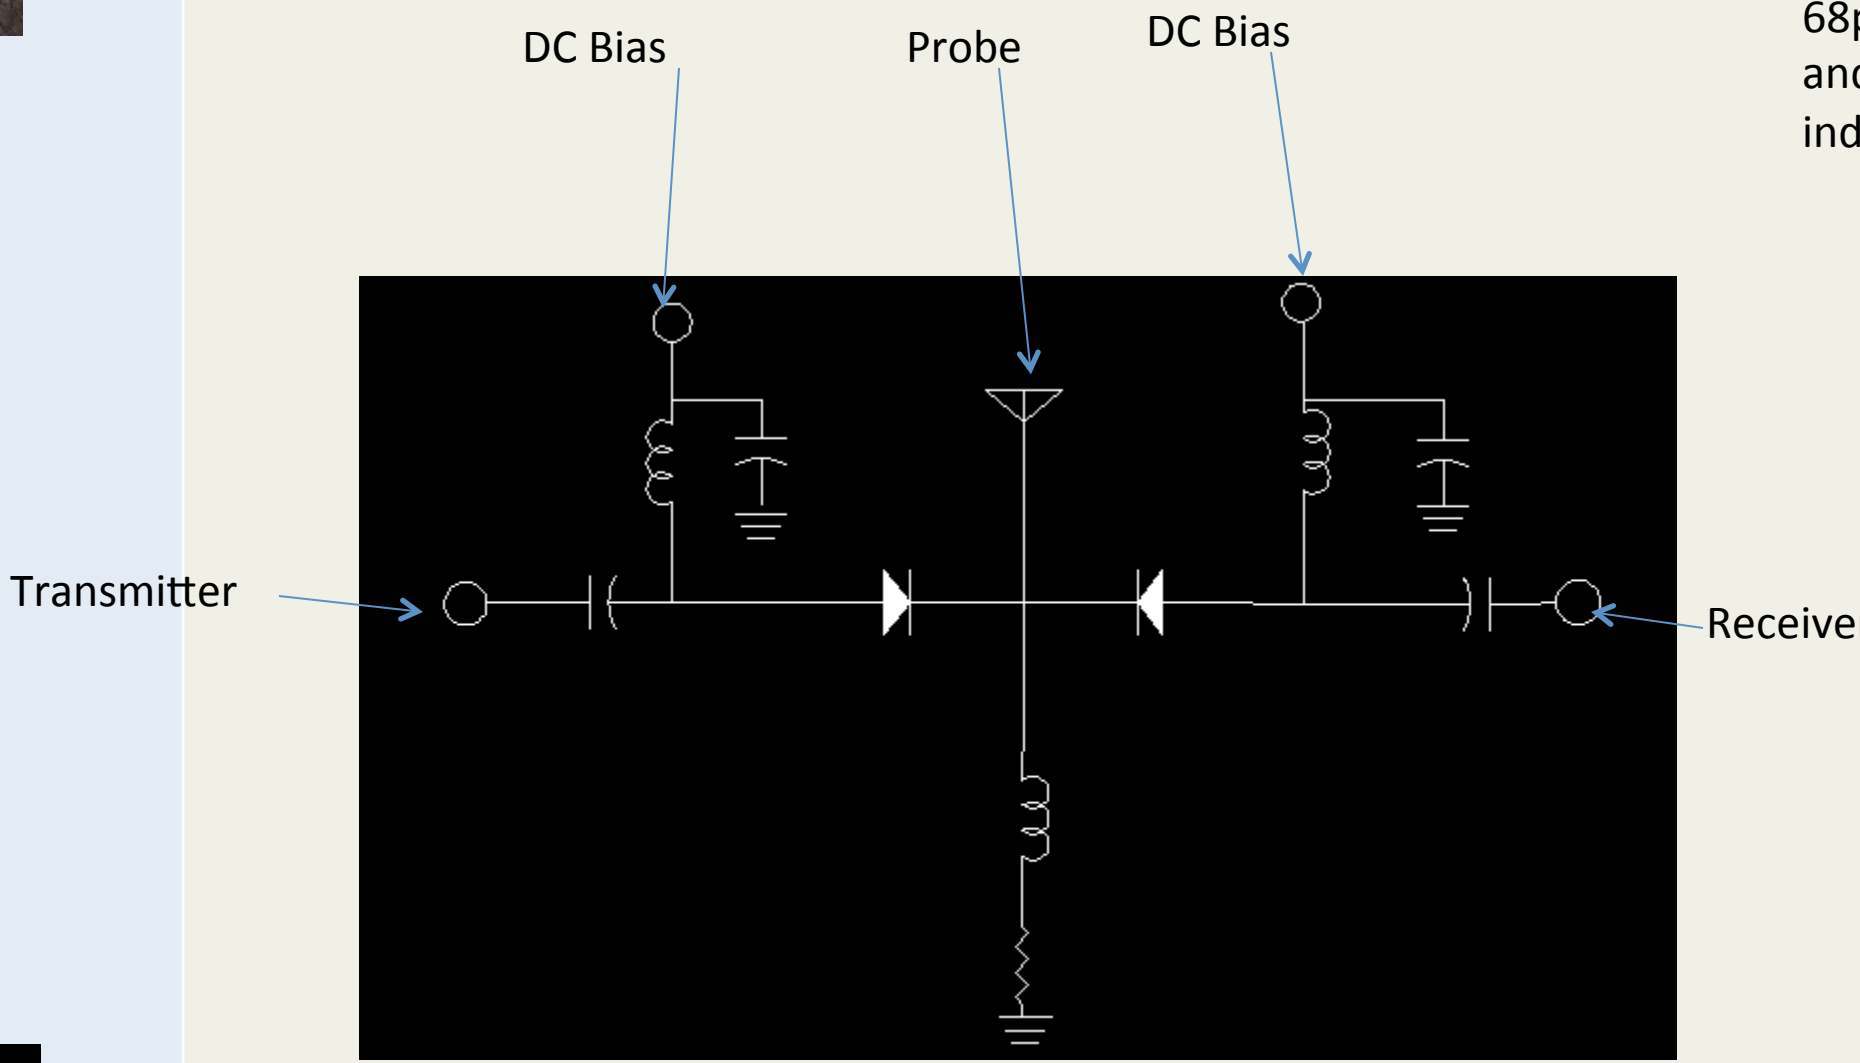 DC Bias
Probe
DC Bias
Transmitter
Receive